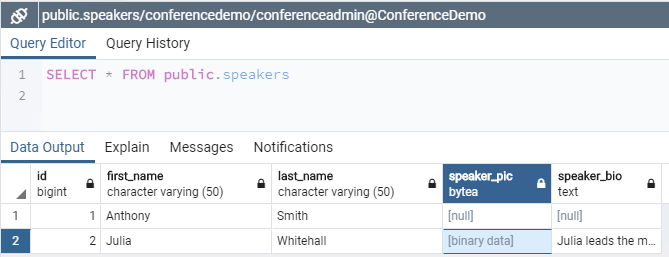 public.speakers/conferencedemo/conferenceadmin@ConferenceDemo
Query Editor Query History
1 SELECT * FROM public.speakers
2
Data Output Explain Messages Notifications
id first_name last_name speaker_pic speaker_bio
bigint character varying (50) character varying (50) bytea text
1 1 Anthony Smith [null] [null]
2 2 Julia Whitehall [binary data] Julia leads the m...